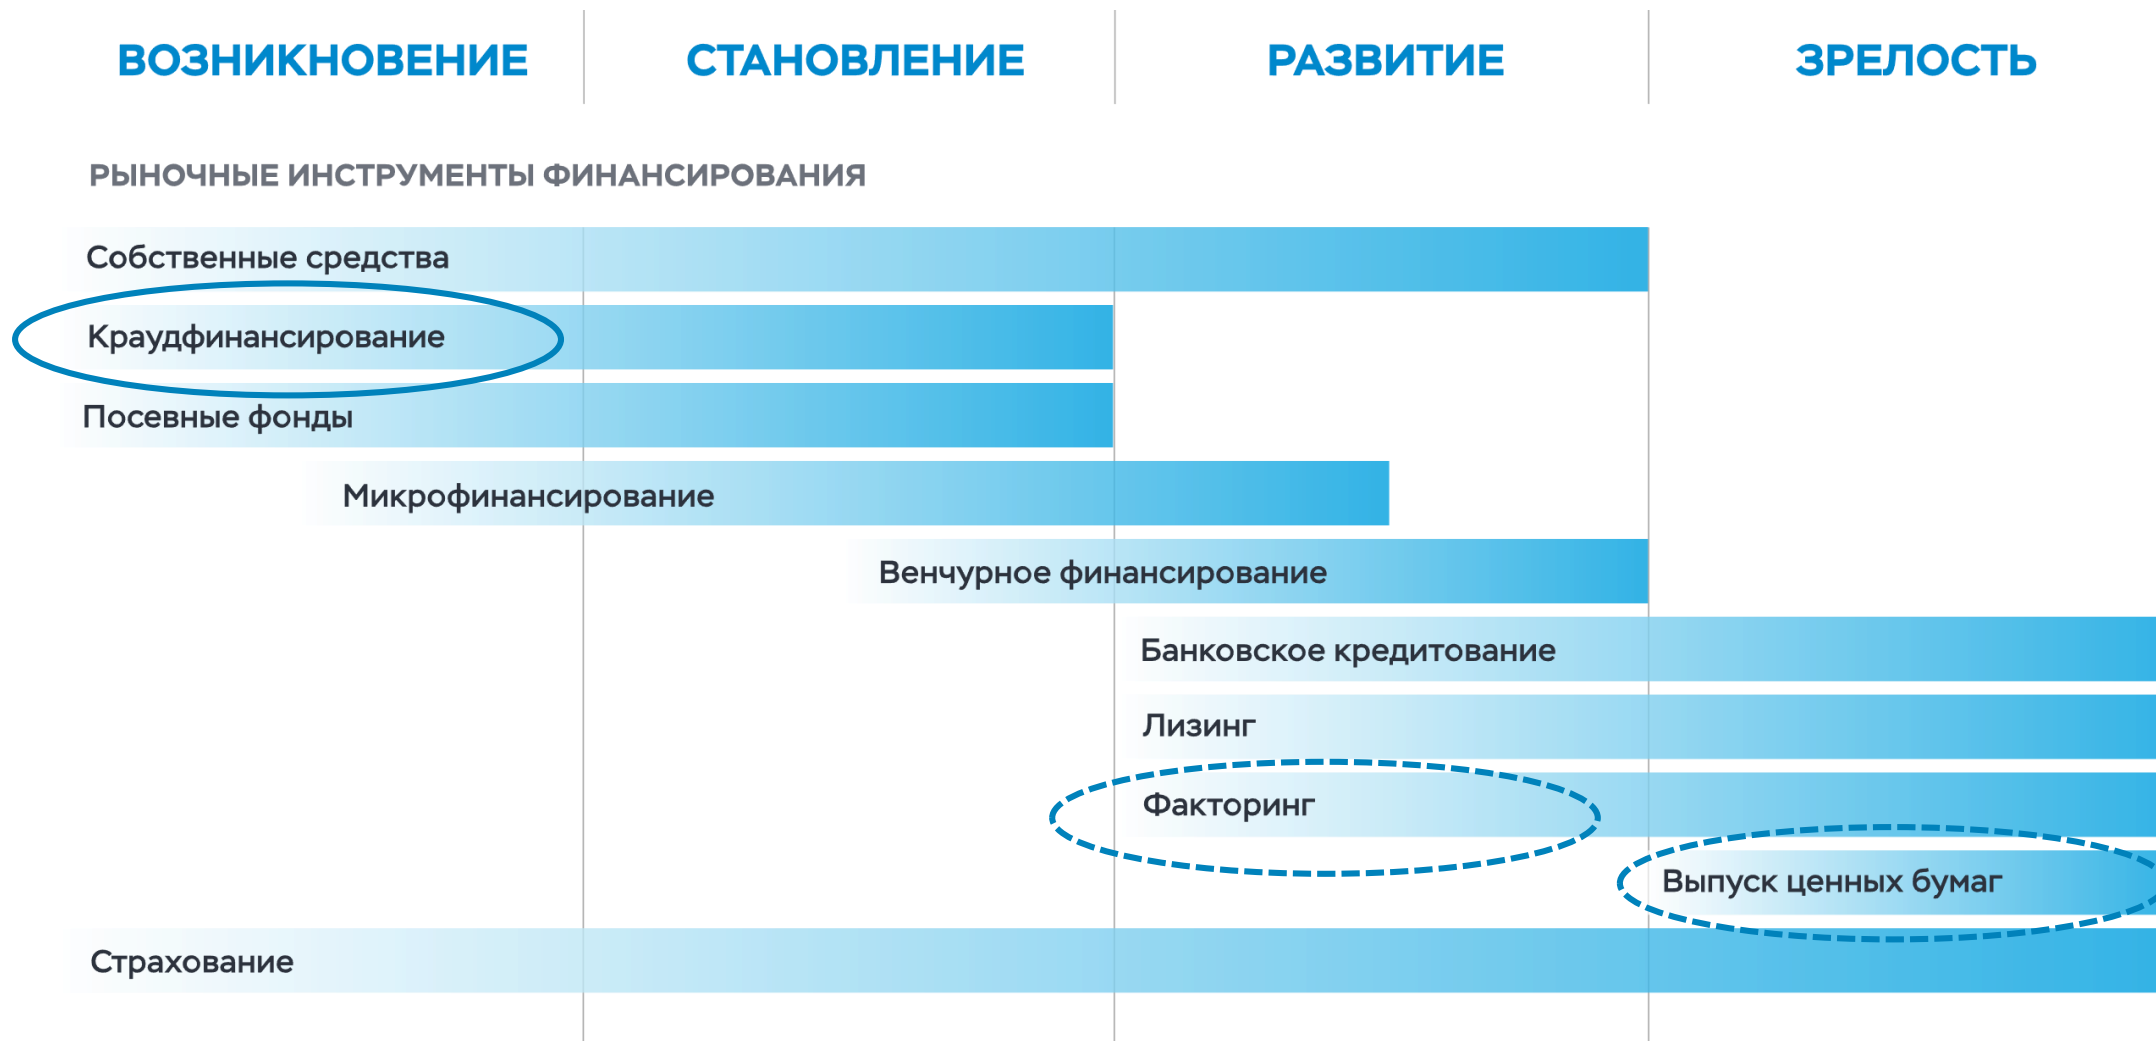 ВОЗНИКНОВЕНИЕ
СТАНОВЛЕНИЕ
РАЗВИТИЕ
ЗРЕЛОСТЬ
РЫНОЧНЫЕ ИНСТРУМЕНТЫ ФИНАНСИРОВАНИЯ
Собственные средства
Краудфинансирование
Посевные фонды
Микрофинансирование
Венчурное финансирование
Банковское кредитование
Лизинг
Факторинг
Выпуск ценных бумаг
Страхование